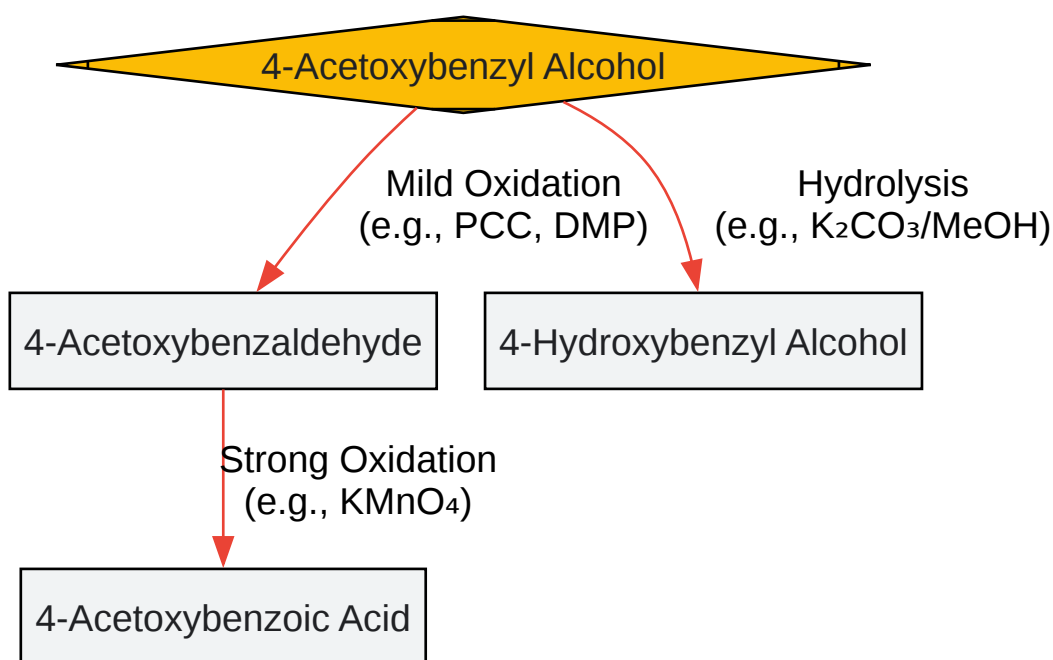 4-Acetoxybenzyl Alcohol
Mild Oxidation
(e.g., PCC, DMP)
Hydrolysis
(e.g., K₂CO₃/MeOH)
4-Acetoxybenzaldehyde
4-Hydroxybenzyl Alcohol
Strong Oxidation
(e.g., KMnO₄)
4-Acetoxybenzoic Acid